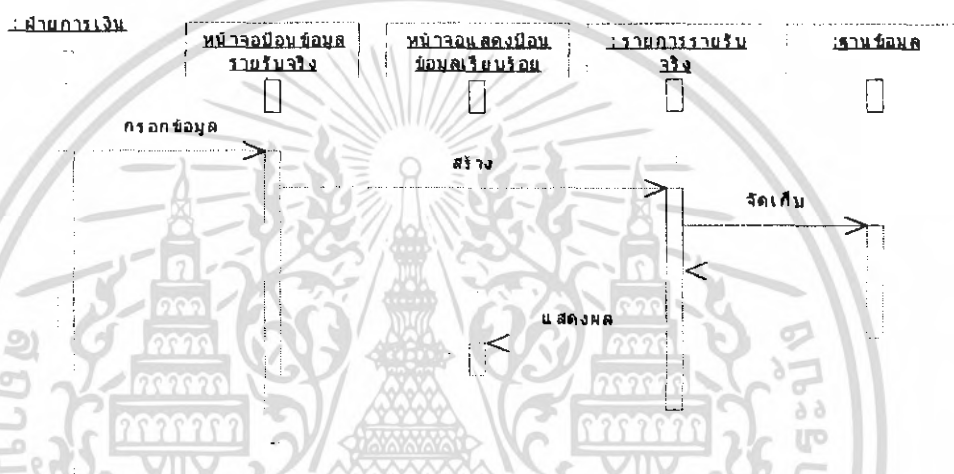 : ฝ่ายการเงิน
หน้าจอป้อนข้อมูล
รายรับจริง
หน้าจอแสดงป้อน
ข้อมูลเรียบร้อย
: รายการรายรับ
จริง
:ฐานข้อมูล
กรอกข้อมูล
สร้าง
จัดเก็บ
แสดงผล